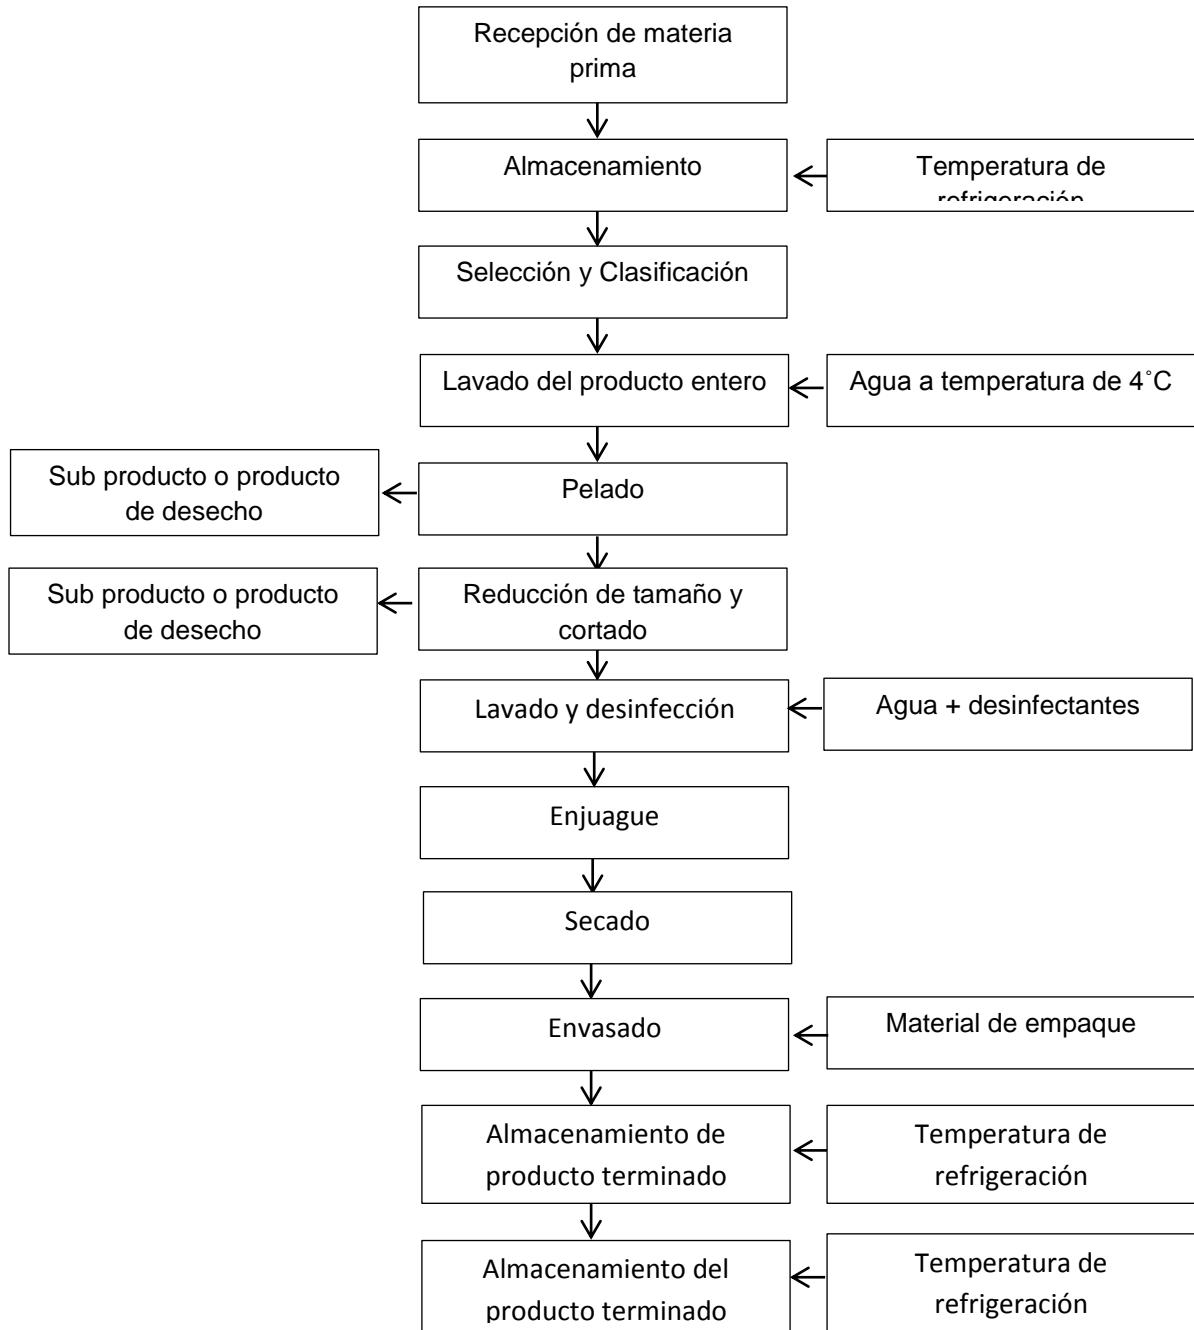 Recepción de materia
prima
Almacenamiento
Temperatura de
refrigeración
Selección y Clasificación
Lavado del producto entero
Agua a temperatura de 4˚C
Sub producto o producto
de desecho
Pelado
Sub producto o producto
de desecho
Reducción de tamaño y
cortado
Lavado y desinfección
Agua + desinfectantes
Enjuague
Secado
Envasado
Material de empaque
Almacenamiento de
producto terminado
Temperatura de
refrigeración
Almacenamiento del
producto terminado
Temperatura de
refrigeración